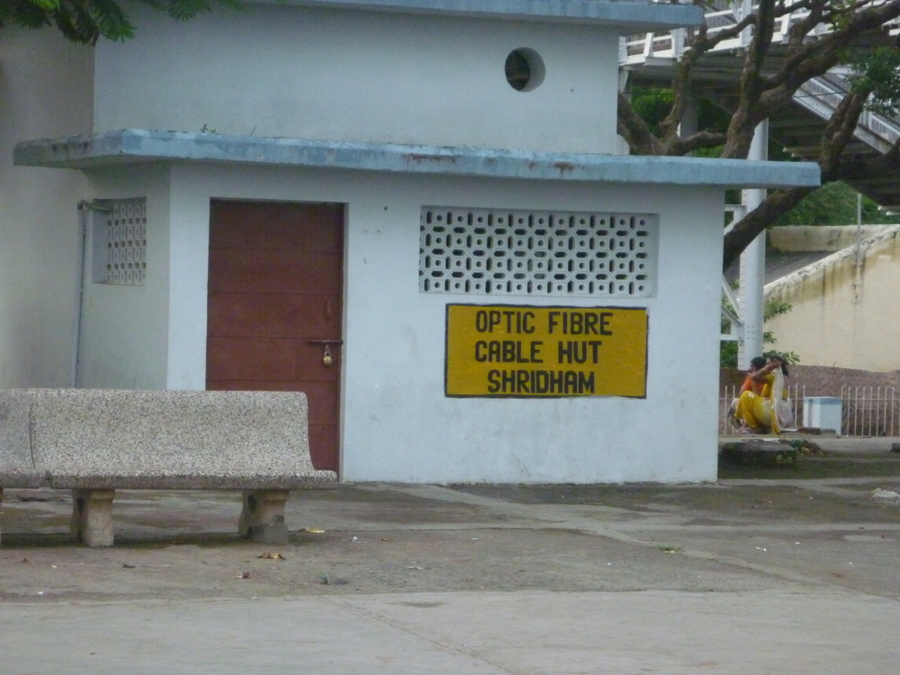 OPTIC FIBRE
CABLE HUT
SHRIDHAM